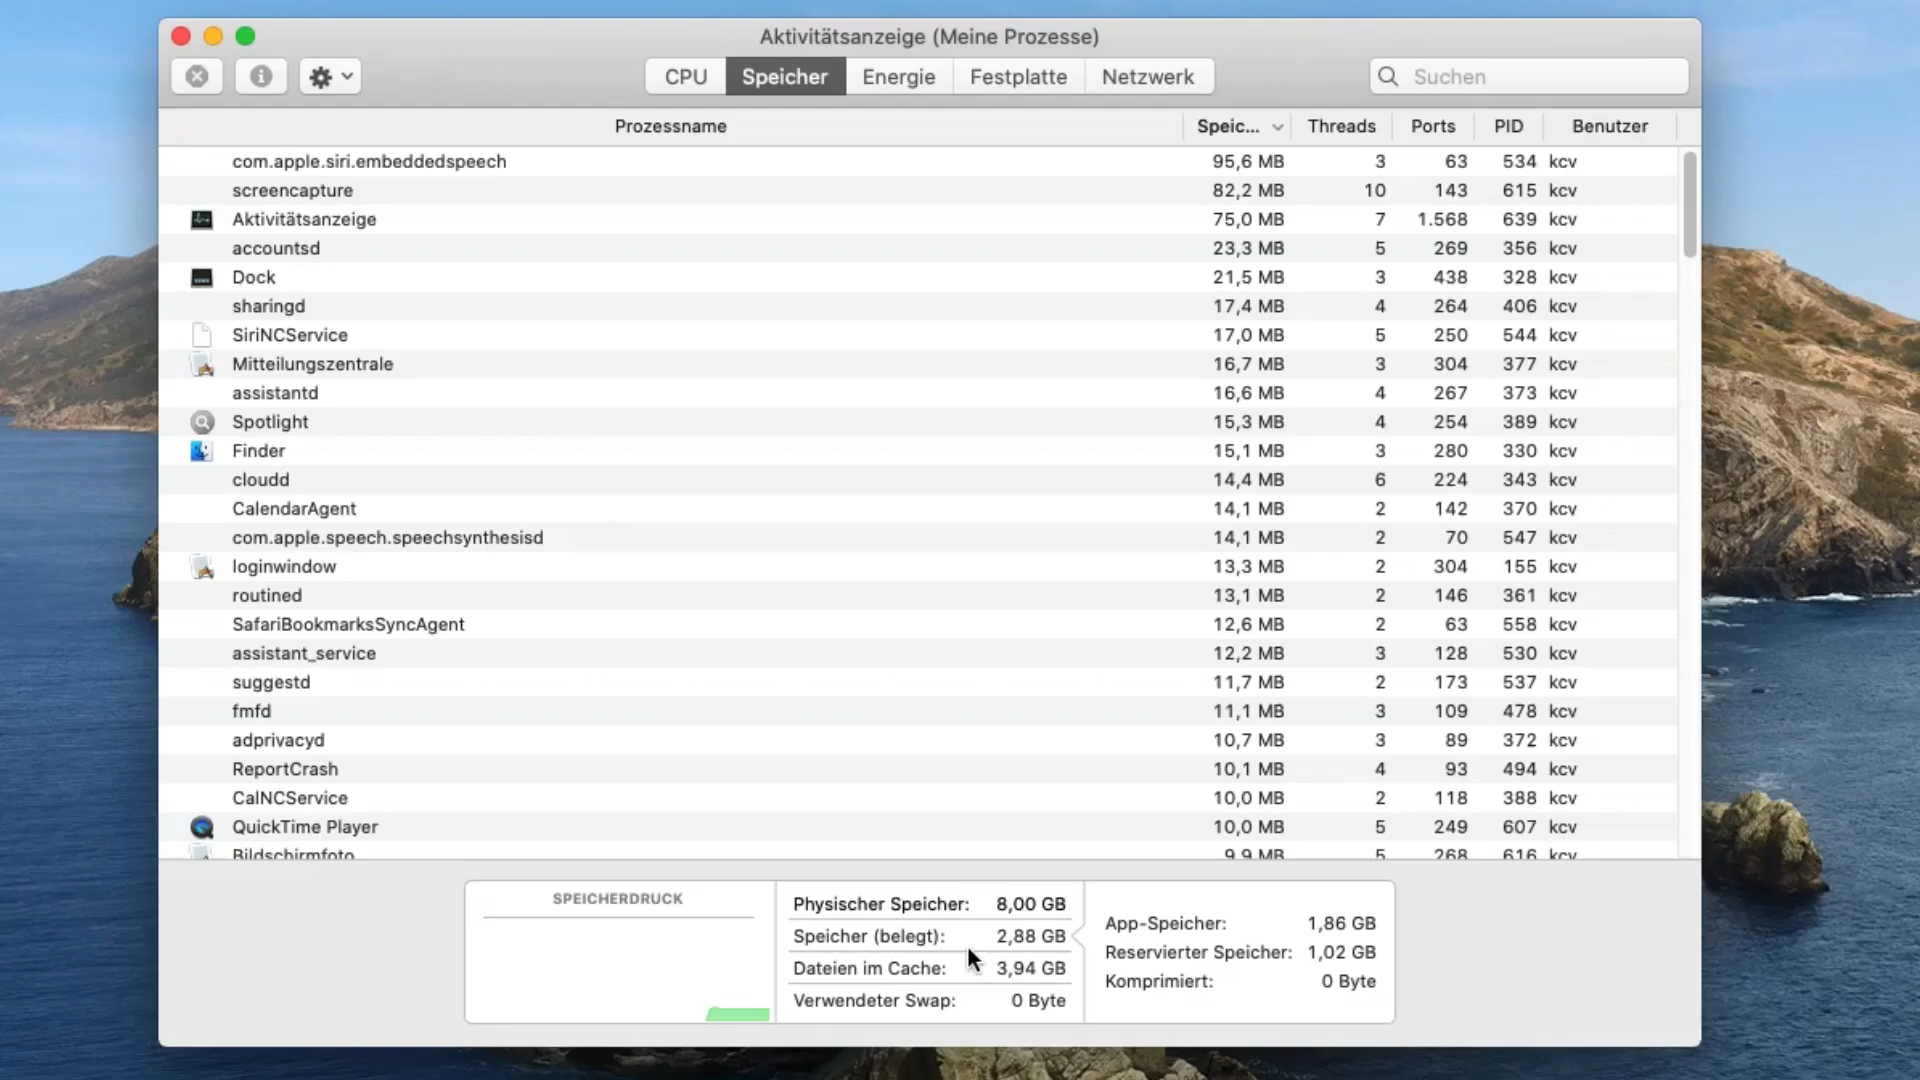 Aktivitätsanzeige (Meine Prozesse)
CPU Speicher Energie Festplatte Netzwerk Suchen
Prozessname Speic... Threads Ports PID Benutzer
com.apple.siri.embeddedspeech 95,6 MB 3 63 534 kcv
screencapture 82,2 MB 10 143 615 kcv
Aktivitätsanzeige 75,0 MB 7 1.568 639 kcv
accountsd 23,3 MB 5 269 356 kcv
Dock 21,5 MB 3 438 328 kcv
sharingd 17,4 MB 4 264 406 kcv
SiriNCService 17,0 MB 5 250 544 kcv
Mitteilungszentrale 16,7 MB 3 304 377 kcv
assistantd 16,6 MB 4 267 373 kcv
Spotlight 15,3 MB 4 254 389 kcv
Finder 15,1 MB 3 280 330 kcv
cloudd 14,4 MB 6 224 343 kcv
CalendarAgent 14,1 MB 2 142 370 kcv
com.apple.speech.speechsynthesisd 14,1 MB 2 70 547 kcv
loginwindow 13,3 MB 2 304 155 kcv
routined 13,1 MB 2 146 361 kcv
SafariBookmarksSyncAgent 12,6 MB 2 63 558 kcv
assistant_service 12,2 MB 3 128 530 kcv
suggestd 11,7 MB 2 173 537 kcv
fmfd 11,1 MB 3 109 478 kcv
adprivacyd 10,7 MB 3 89 372 kcv
ReportCrash 10,1 MB 4 93 494 kcv
CalNCService 10,0 MB 2 118 388 kcv
QuickTime Player 10,0 MB 5 249 607 kcv
Bildschirmfoto 9,9 MB 5 268 616 kcv
SPEICHERDRUCK
Physischer Speicher: 8,00 GB
Speicher (belegt): 2,88 GB
Dateien im Cache: 3,94 GB
Verwendeter Swap: 0 Byte
App-Speicher: 1,86 GB
Reservierter Speicher: 1,02 GB
Komprimiert: 0 Byte